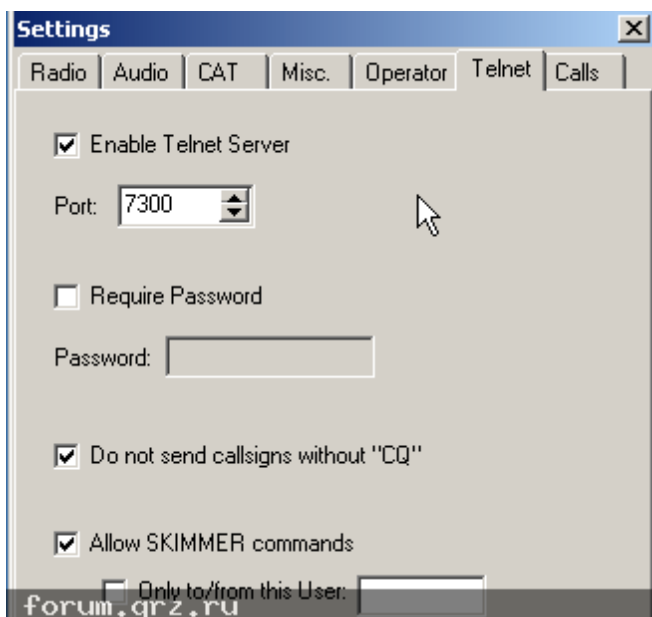 Settings
Radio Audio CAT Misc. Operator Telnet Calls
Enable Telnet Server
Port: 7300
Require Password
Password:
Do not send callsigns without "CQ"
Allow SKIMMER commands
Only to/from this User:
forum.qrz.ru